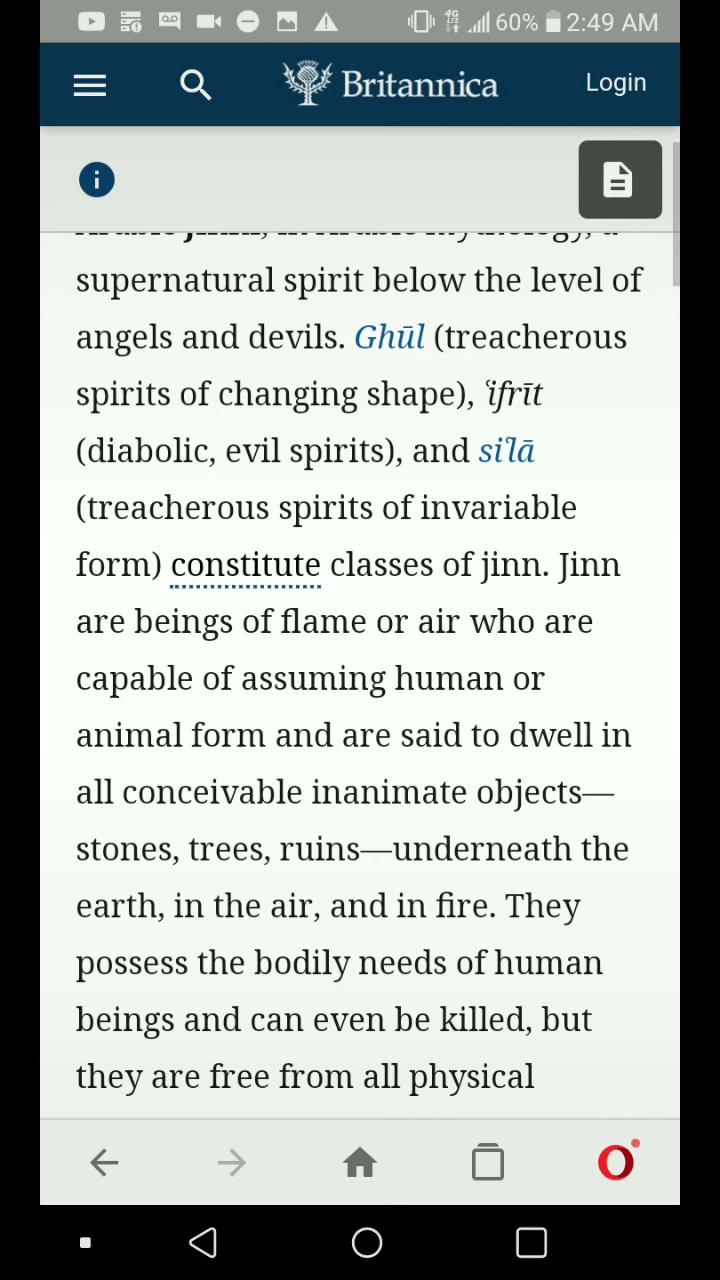 4G
LTE
60%
2:49 AM
Britannica
Login
supernatural spirit below the level of
angels and devils. Ghūl (treacherous
spirits of changing shape), ʿifrīt
(diabolic, evil spirits), and siʿlā
(treacherous spirits of invariable
form) constitute classes of jinn. Jinn
are beings of flame or air who are
capable of assuming human or
animal form and are said to dwell in
all conceivable inanimate objects—
stones, trees, ruins—underneath the
earth, in the air, and in fire. They
possess the bodily needs of human
beings and can even be killed, but
they are free from all physical